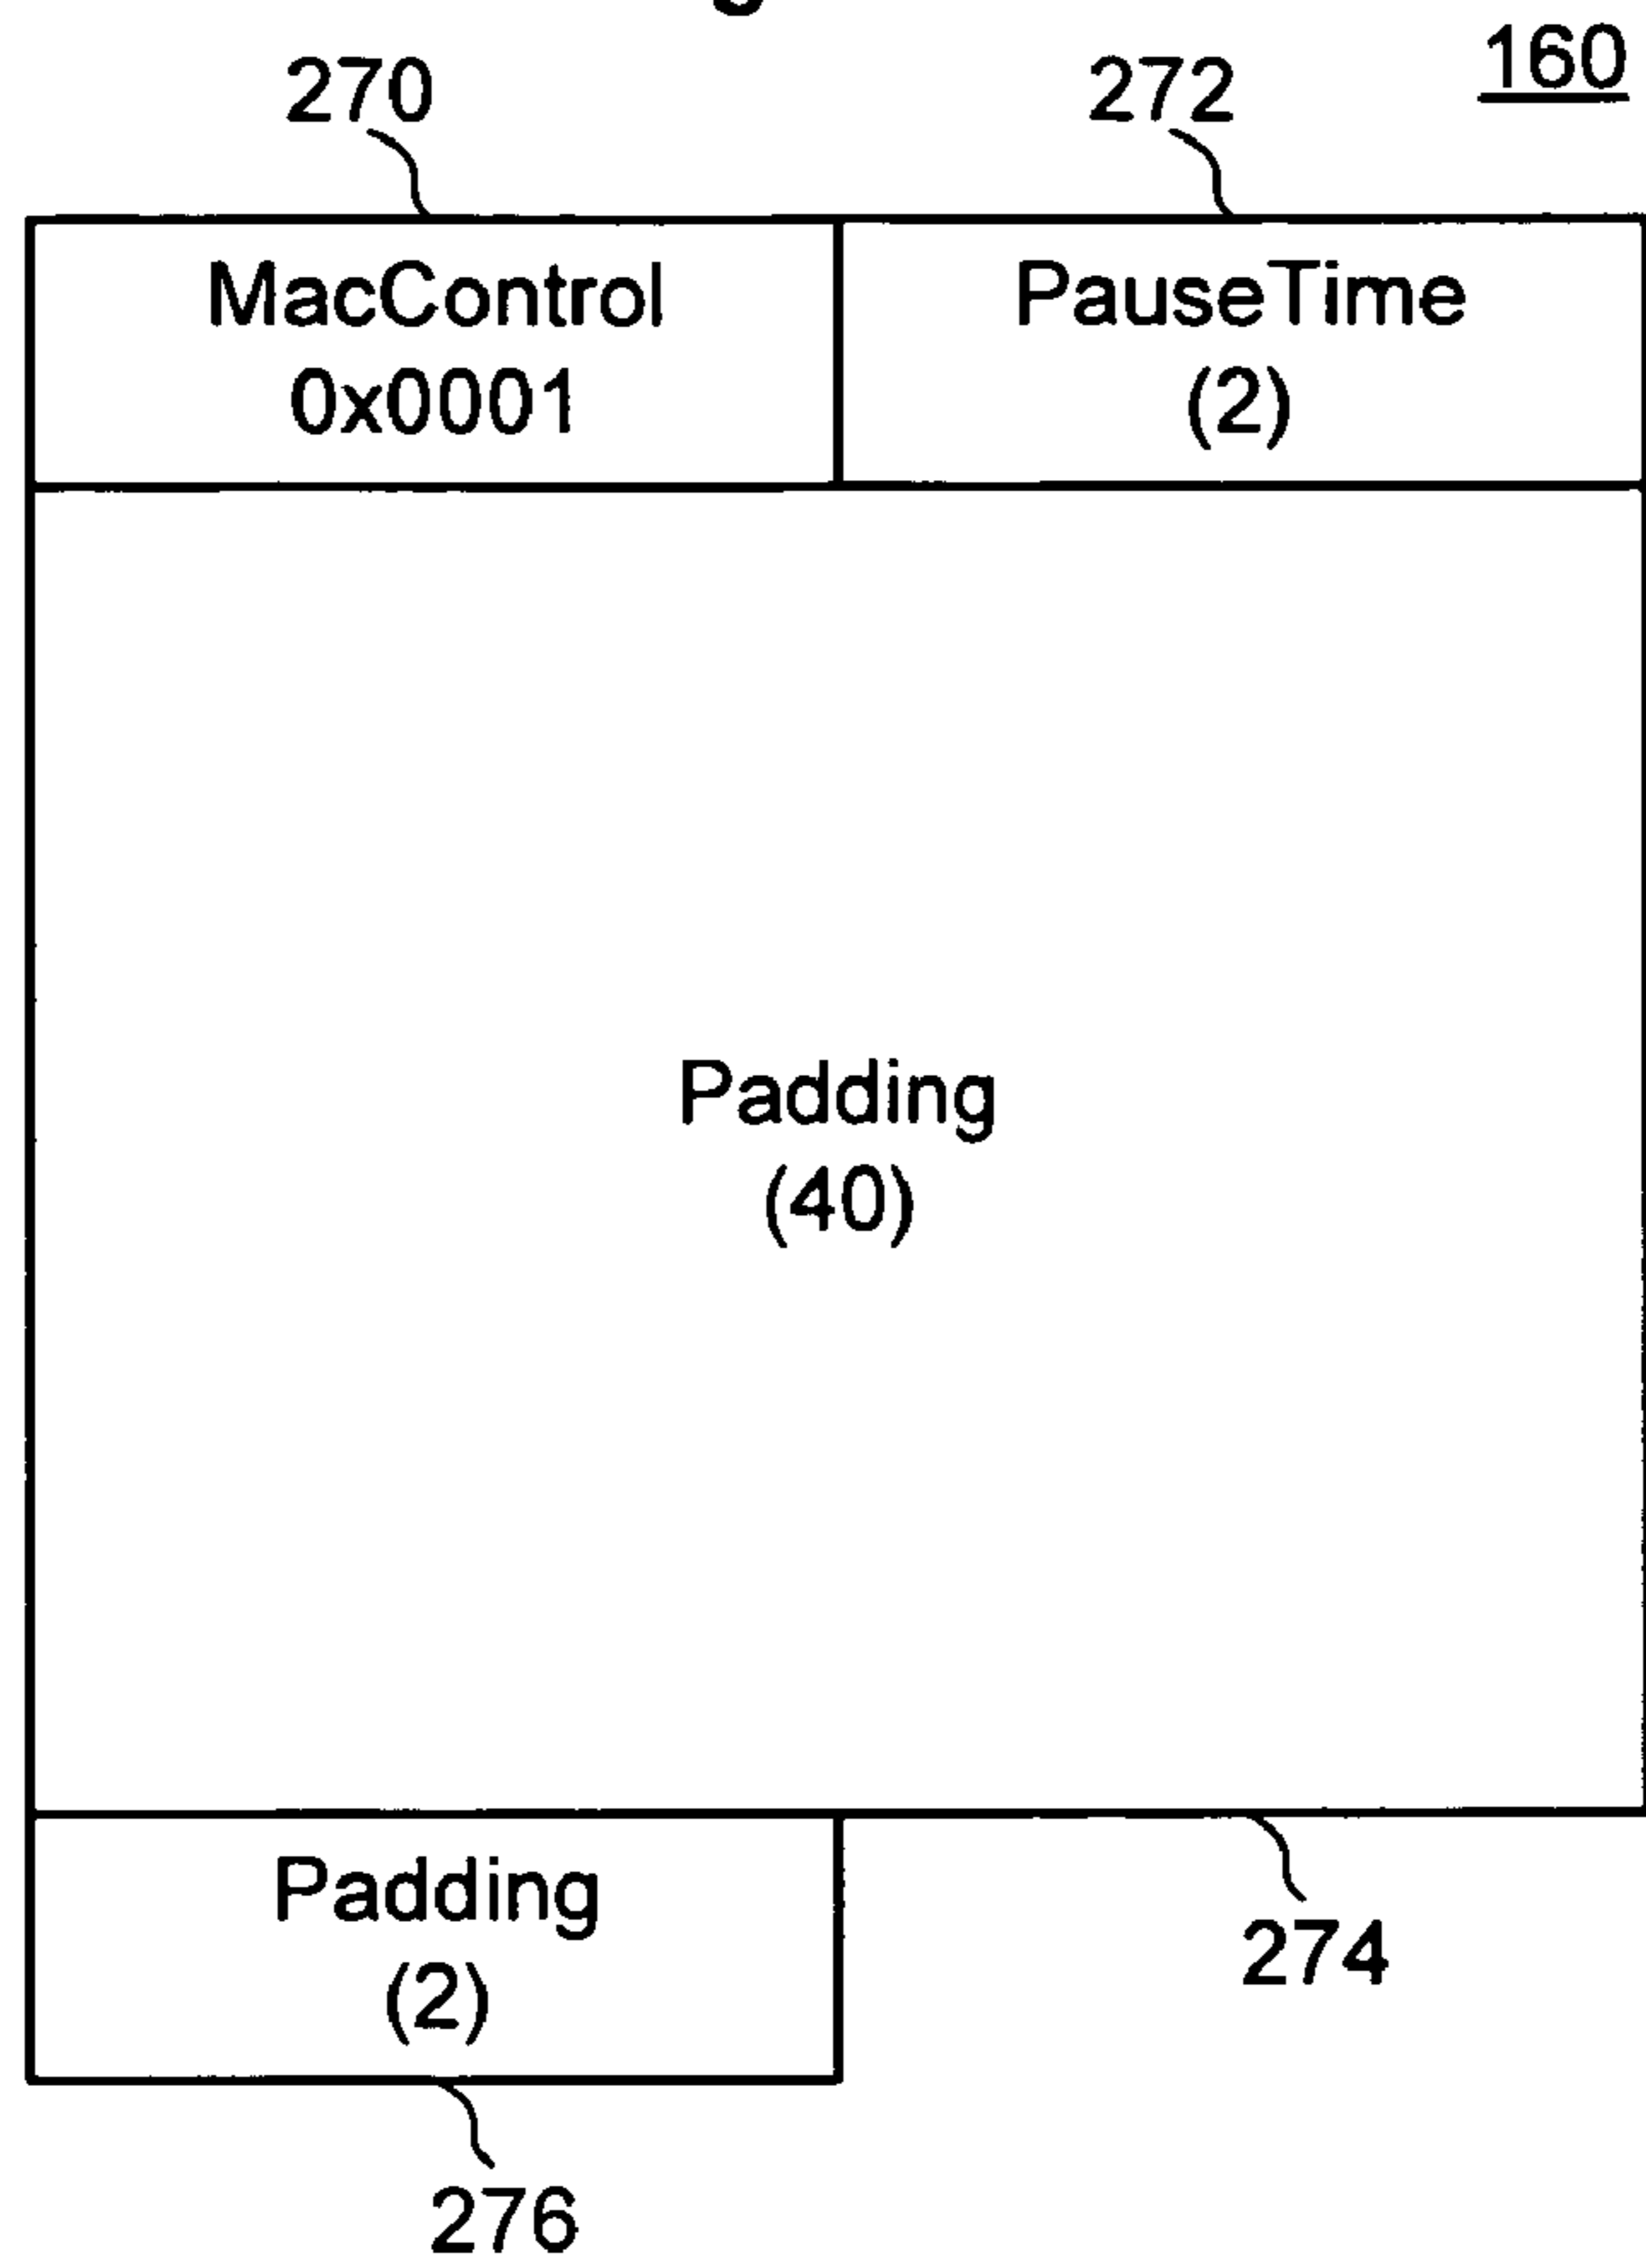 160
270 272
MacControl PauseTime
0x0001 (2)
Padding
(40)
Padding
(2)
274
276